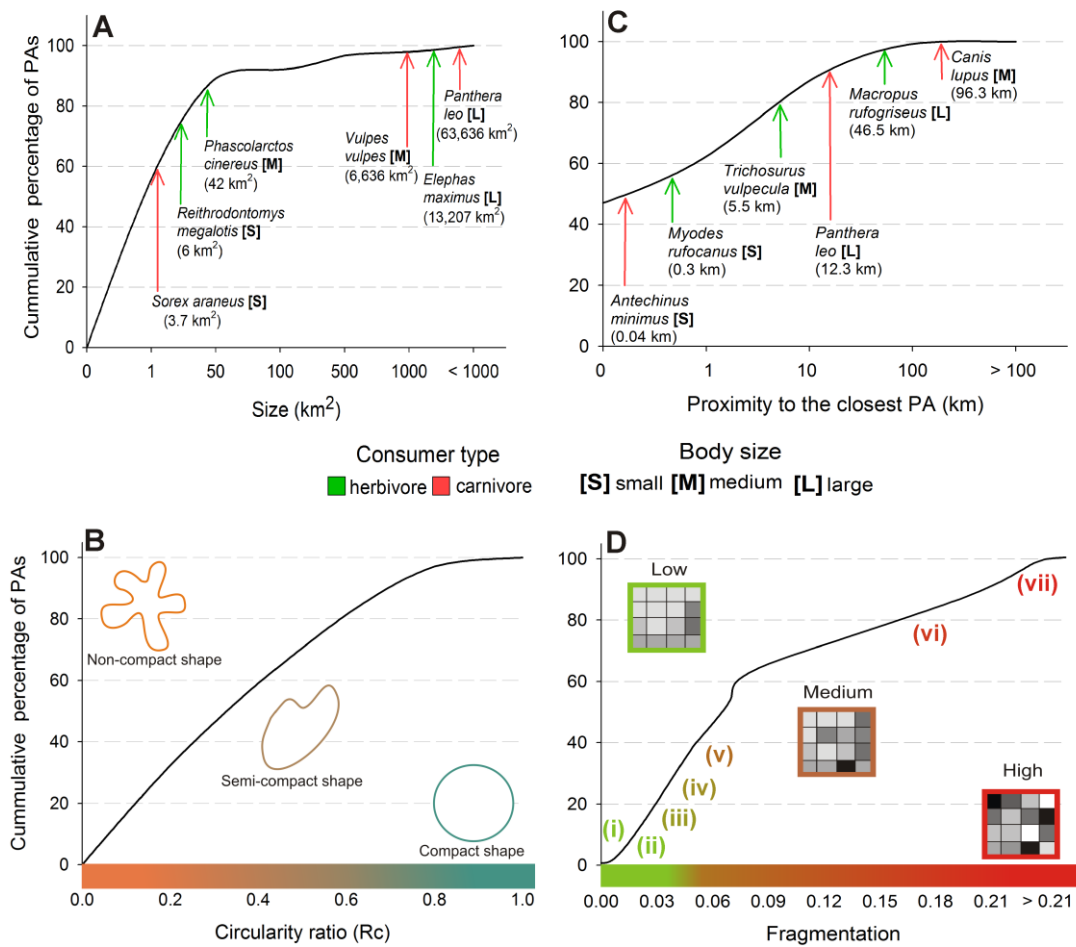 A
Cummulative percentage of PAs
100
80
60
40
20
0
Phascolarctos
cinereus [M]
(42 km²)
Reithrodontomys
megalotis [S]
(6 km²)
Sorex araneus [S]
(3.7 km²)
Vulpes
vulpes [M]
(6,636 km²)
Panthera
leo [L]
(63,636 km²)
Elephas
maximus [L]
(13,207 km²)
0 1 50 100 500 1000 < 1000
Size (km²)
C
100
80
60
40
20
0
Canis
lupus [M]
(96.3 km)
Macropus
rufogriseus [L]
(46.5 km)
Trichosurus
vulpecula [M]
(5.5 km)
Myodes
rufocanus [S]
(0.3 km)
Panthera
leo [L]
(12.3 km)
Antechinus
minimus [S]
(0.04 km)
0 1 10 100 > 100
Proximity to the closest PA (km)
Consumer type
herbivore carnivore
Body size
[S] small [M] medium [L] large
B
Cummulative percentage of PAs
100
80
60
40
20
0
Non-compact shape
Semi-compact shape
Compact shape
0.0 0.2 0.4 0.6 0.8 1.0
Circularity ratio (Rc)
D
100
80
60
40
20
0
Low
Medium
High
(i)
(ii)
(iii)
(iv)
(v)
(vi)
(vii)
0.00 0.03 0.06 0.09 0.12 0.15 0.18 0.21 > 0.21
Fragmentation